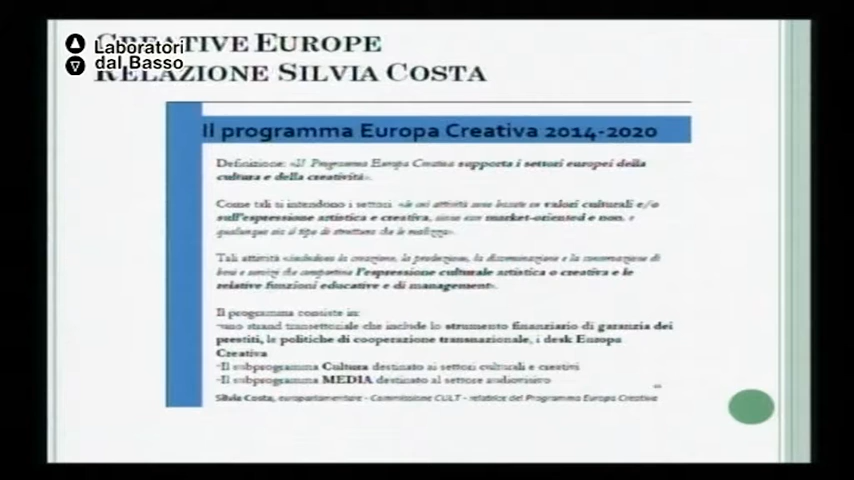 CREATIVE EUROPE
RELAZIONE SILVIA COSTA
Laboratori
dal Basso
Il programma Europa Creativa 2014-2020
Definizione: «Il Programma Europa Creativa supporta i settori europei della
cultura e della creatività».
Come tali si intendono i settori «le cui attività sono basate su valori culturali e/o
sull'espressione artistica e creativa, siano esse market-oriented e non, e
qualunque sia il tipo di struttura che le realizza».
Tali attività «includono la creazione, la produzione, la disseminazione e la conservazione di
beni e servizi che comportino l'espressione culturale artistica o creativa e le
relative funzioni educative e di management».
Il programma consiste in:
-uno strand transettoriale che include lo strumento finanziario di garanzia dei
prestiti, le politiche di cooperazione transnazionale, i desk Europa
Creativa
-Il subprogramma Cultura destinato ai settori culturali e creativi
-Il subprogramma MEDIA destinato al settore audiovisivo
Silvia Costa, europarlamentare - Commissione CULT - relatrice del Programma Europa Creativa